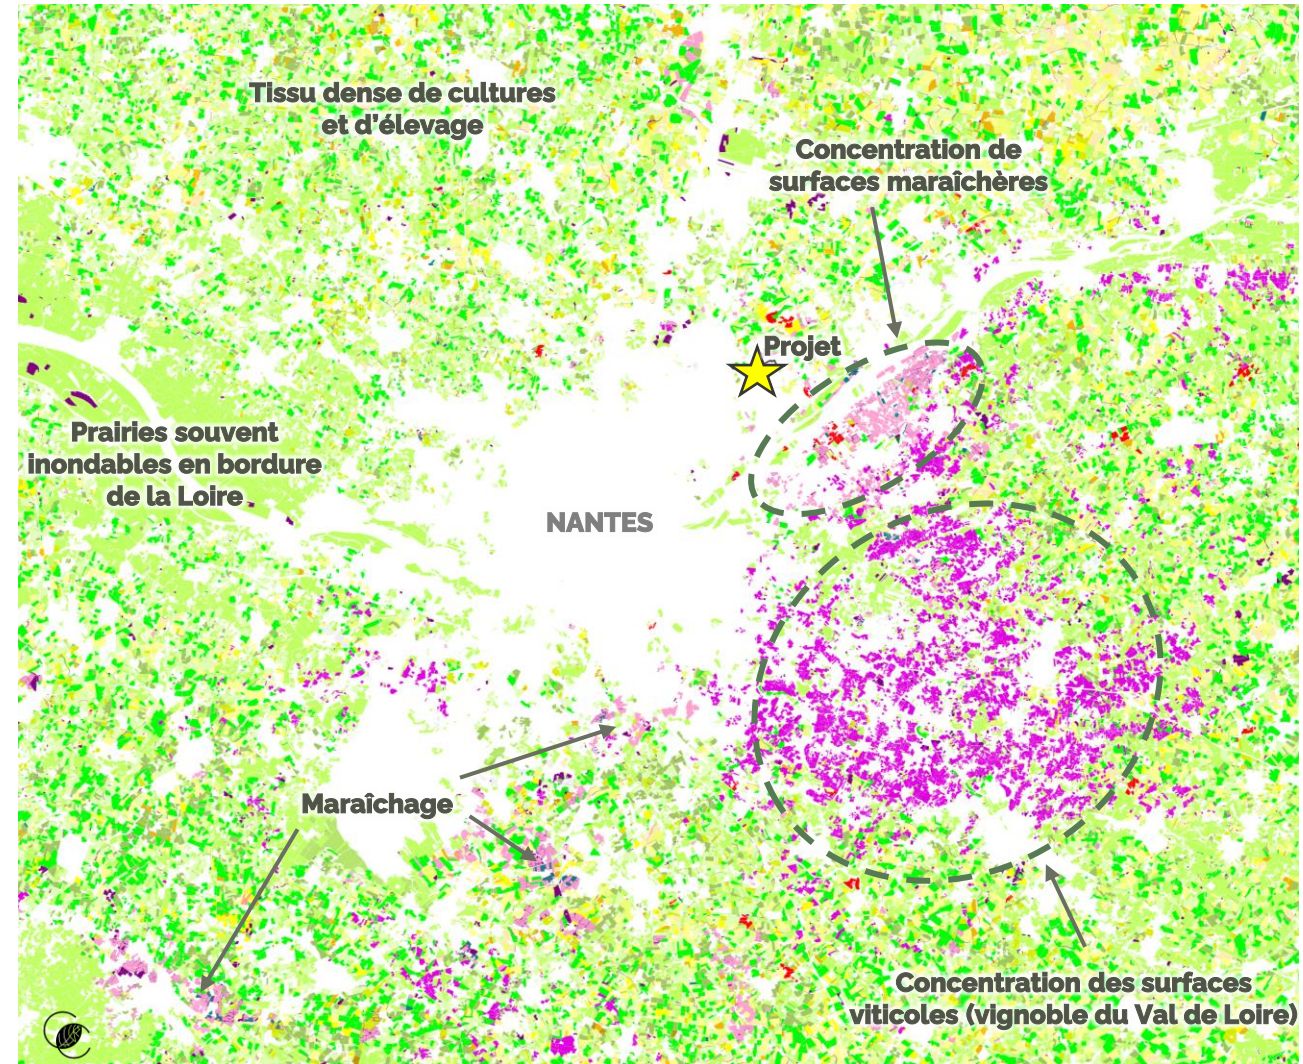 Tissu dense de cultures
et d’élevage
Concentration de
surfaces maraîchères
Projet
Prairies souvent
inondables en bordure
de la Loire
NANTES
Maraîchage
Concentration des surfaces
viticoles (vignoble du Val de Loire)